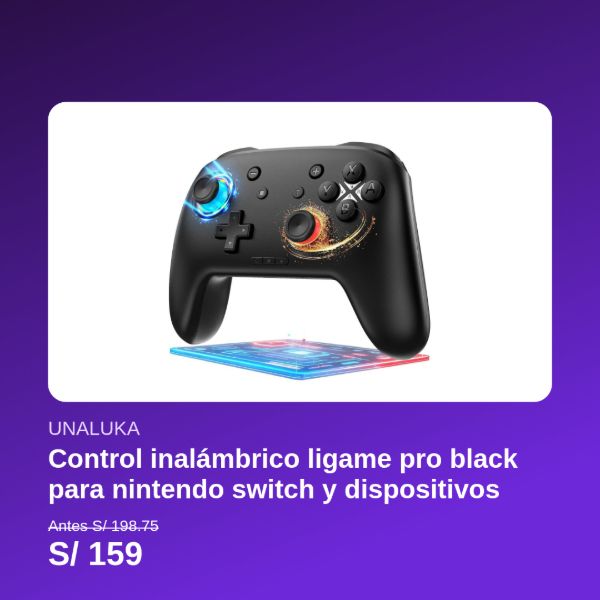 X
Y
A
B
UNALUKA
Control inalámbrico ligame pro black
para nintendo switch y dispositivos
Antes S/ 198.75
S/ 159